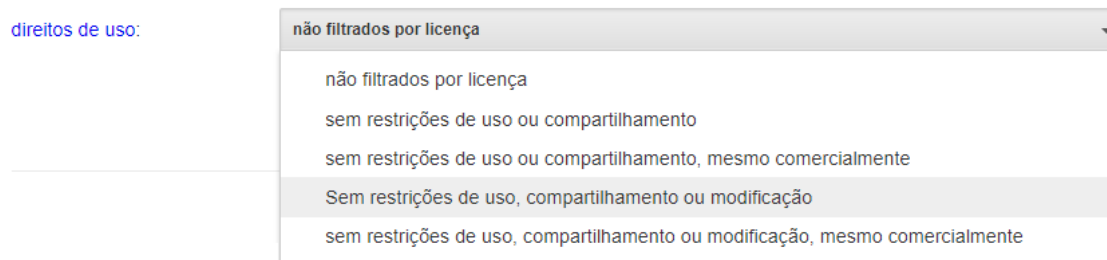 direitos de uso:
não filtrados por licença
não filtrados por licença
sem restrições de uso ou compartilhamento
sem restrições de uso ou compartilhamento, mesmo comercialmente
Sem restrições de uso, compartilhamento ou modificação
sem restrições de uso, compartilhamento ou modificação, mesmo comercialmente